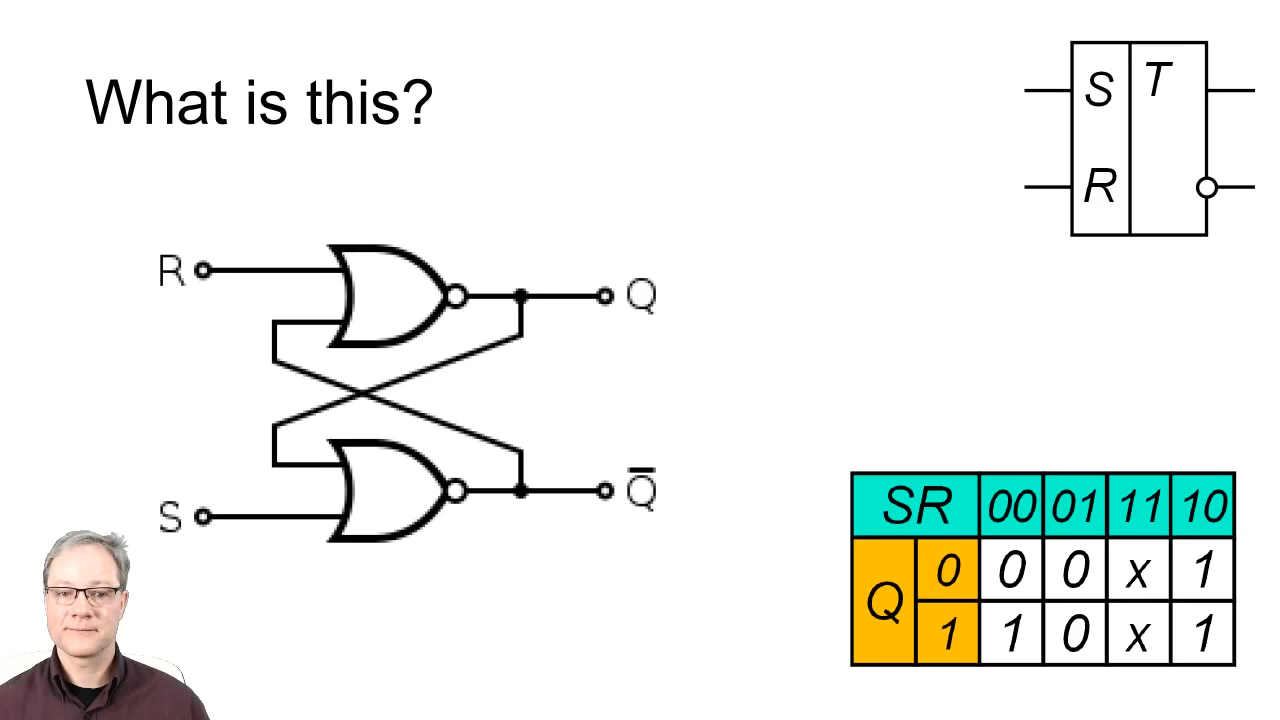 What is this?
S T
R
R Q
S Q̅
SR 00 01 11 10
Q 0 0 0 x 1
1 1 0 x 1